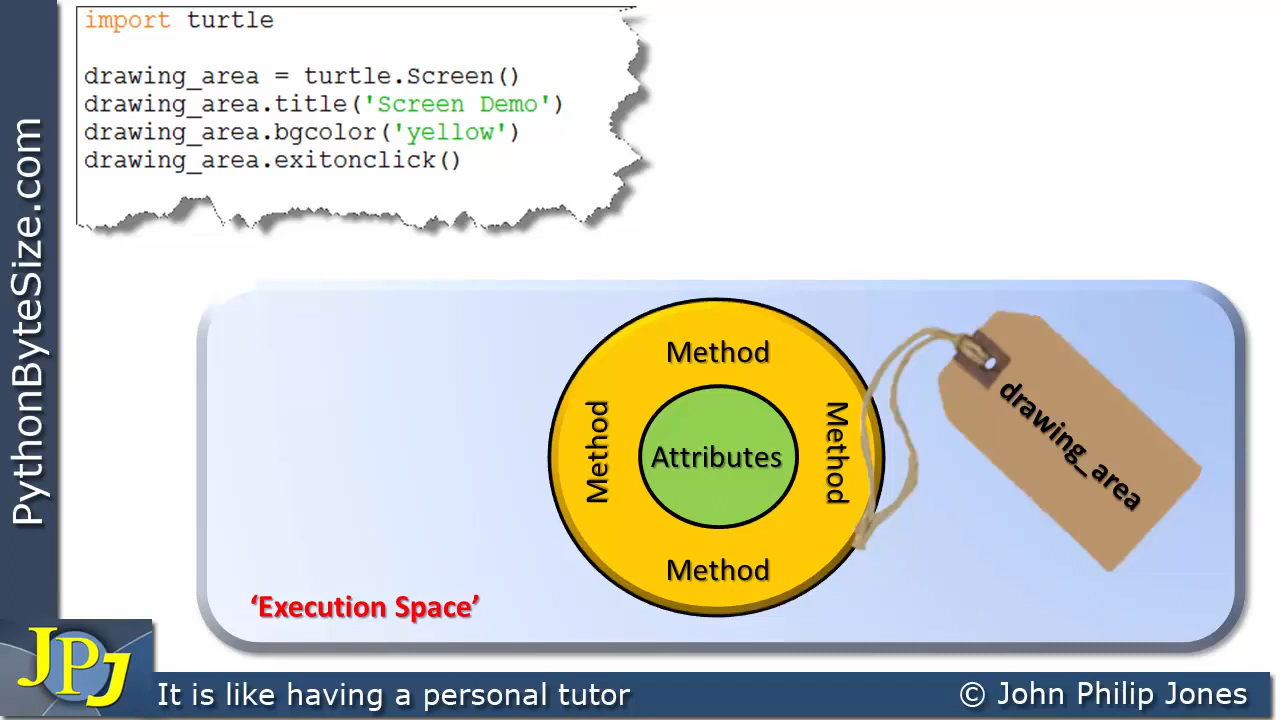 import turtle
drawing_area = turtle.Screen()
drawing_area.title('Screen Demo')
drawing_area.bgcolor('yellow')
drawing_area.exitonclick()
PythonByteSize.com
Method
Method
Attributes
Method
Method
drawing_area
‘Execution Space’
JPJ
It is like having a personal tutor
© John Philip Jones